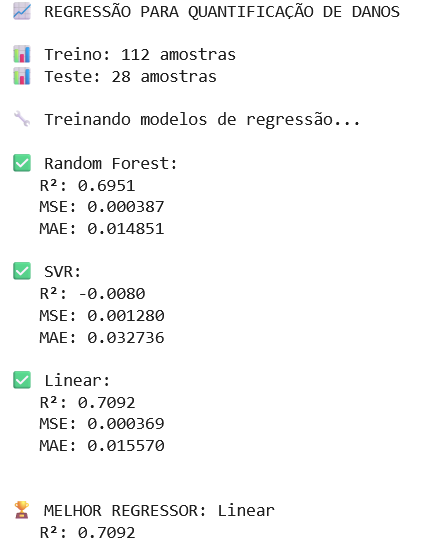 📈 REGRESSÃO PARA QUANTIFICAÇÃO DE DANOS
📊 Treino: 112 amostras
📊 Teste: 28 amostras
🔧 Treinando modelos de regressão...
✅ Random Forest:
R²: 0.6951
MSE: 0.000387
MAE: 0.014851
✅ SVR:
R²: -0.0080
MSE: 0.001280
MAE: 0.032736
✅ Linear:
R²: 0.7092
MSE: 0.000369
MAE: 0.015570
🏆 MELHOR REGRESSOR: Linear
R²: 0.7092